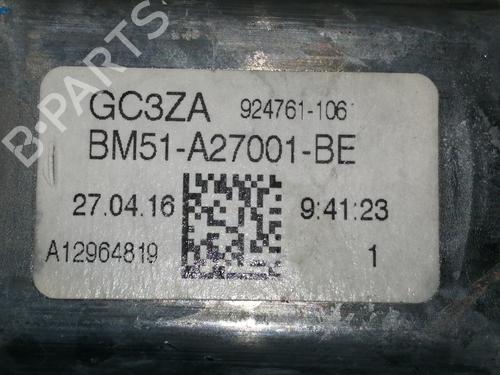 B-PARTS
GC3ZA 924761-106
BM51-A27001-BE
27.04.16 9:41:23
A12964819 1